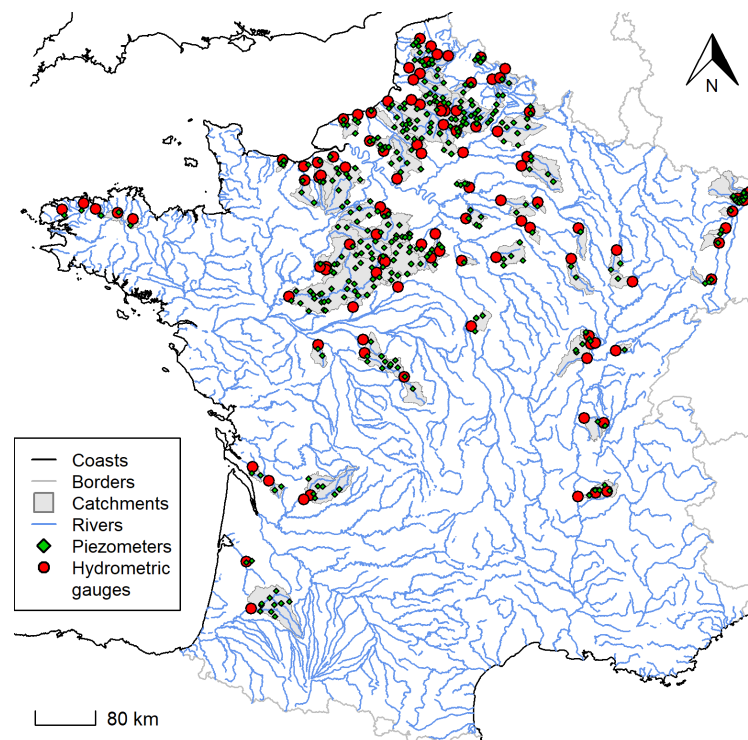 N
Coasts
Borders
Catchments
Rivers
Piezometers
Hydrometric
gauges
80 km